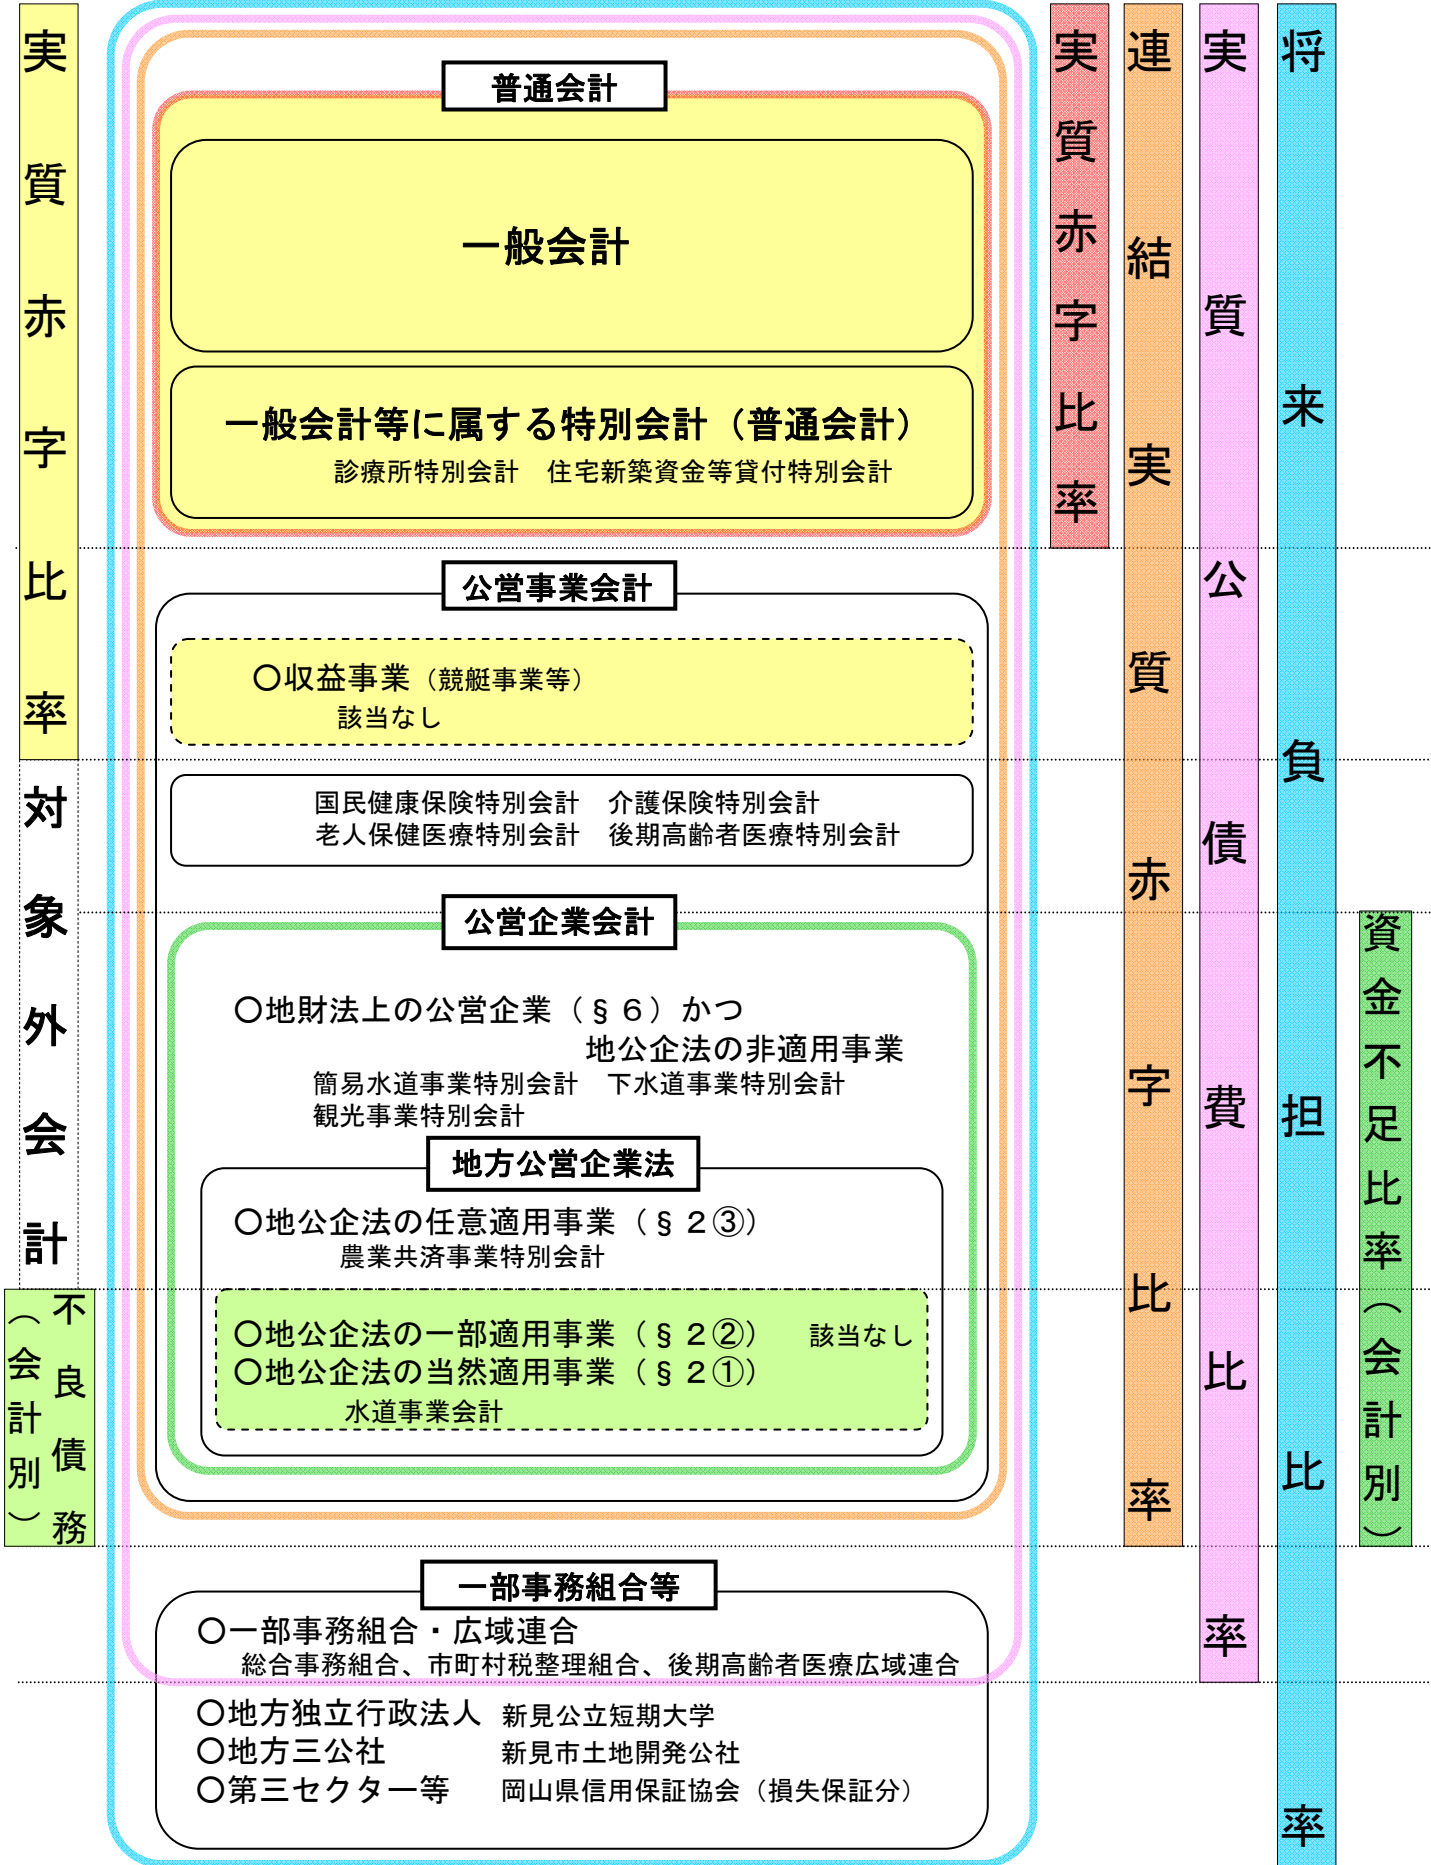 実質赤字比率
対象外会計
不良債務
（会計別）
普通会計
一般会計
一般会計等に属する特別会計（普通会計）
診療所特別会計　住宅新築資金等貸付特別会計
公営事業会計
○収益事業（競艇事業等）
該当なし
国民健康保険特別会計　介護保険特別会計
老人保健医療特別会計　後期高齢者医療特別会計
公営企業会計
○地財法上の公営企業（§６）かつ
地公企法の非適用事業
簡易水道事業特別会計　下水道事業特別会計
観光事業特別会計
地方公営企業法
○地公企法の任意適用事業（§２③）
農業共済事業特別会計
○地公企法の一部適用事業（§２②）　該当なし
○地公企法の当然適用事業（§２①）
水道事業会計
一部事務組合等
○一部事務組合・広域連合
総合事務組合、市町村税整理組合、後期高齢者医療広域連合
○地方独立行政法人　新見公立短期大学
○地方三公社　新見市土地開発公社
○第三セクター等　岡山県信用保証協会（損失保証分）
実質赤字比率
連結実質赤字比率
実質公債費比率
将来負担比率
資金不足比率（会計別）